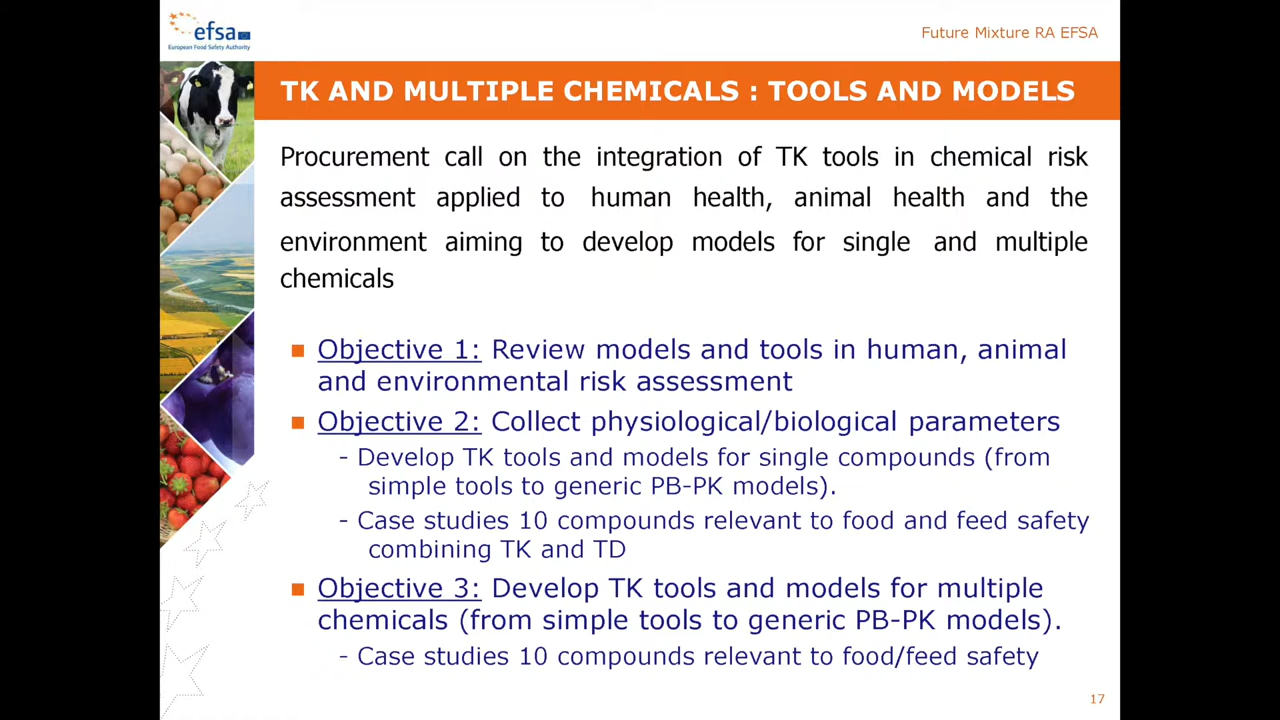 efsa
European Food Safety Authority
Future Mixture RA EFSA
TK AND MULTIPLE CHEMICALS : TOOLS AND MODELS
Procurement call on the integration of TK tools in chemical risk
assessment applied to human health, animal health and the
environment aiming to develop models for single and multiple
chemicals
Objective 1: Review models and tools in human, animal
and environmental risk assessment
Objective 2: Collect physiological/biological parameters
- Develop TK tools and models for single compounds (from
simple tools to generic PB-PK models).
- Case studies 10 compounds relevant to food and feed safety
combining TK and TD
Objective 3: Develop TK tools and models for multiple
chemicals (from simple tools to generic PB-PK models).
- Case studies 10 compounds relevant to food/feed safety
17